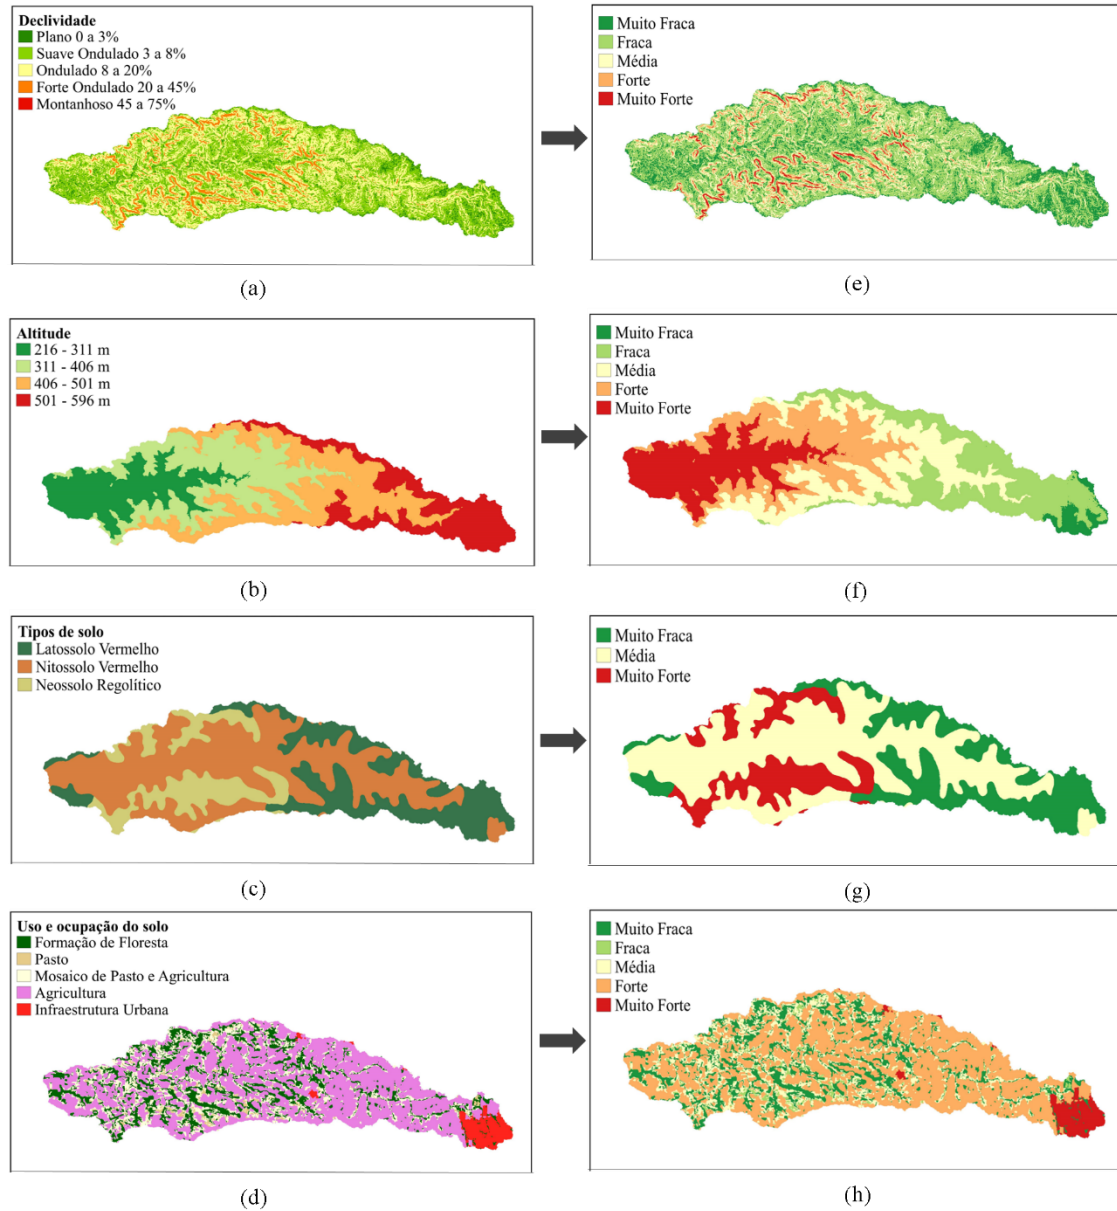 Declividade
Plano 0 a 3%
Suave Ondulado 3 a 8%
Ondulado 8 a 20%
Forte Ondulado 20 a 45%
Montanhoso 45 a 75%
(a)
Muito Fraca
Fraca
Média
Forte
Muito Forte
(e)
Altitude
216 - 311 m
311 - 406 m
406 - 501 m
501 - 596 m
(b)
Muito Fraca
Fraca
Média
Forte
Muito Forte
(f)
Tipos de solo
Latossolo Vermelho
Nitossolo Vermelho
Neossolo Regolítico
(c)
Muito Fraca
Média
Muito Forte
(g)
Uso e ocupação do solo
Formação de Floresta
Pasto
Mosaico de Pasto e Agricultura
Agricultura
Infraestrutura Urbana
(d)
Muito Fraca
Fraca
Média
Forte
Muito Forte
(h)